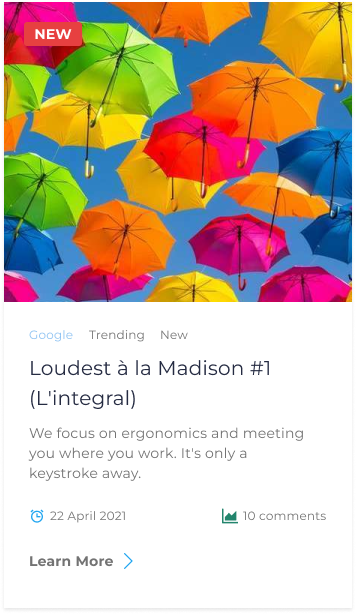 NEW
Google Trending New
Loudest à la Madison #1
(L'integral)
We focus on ergonomics and meeting
you where you work. It's only a
keystroke away.
22 April 2021 10 comments
Learn More